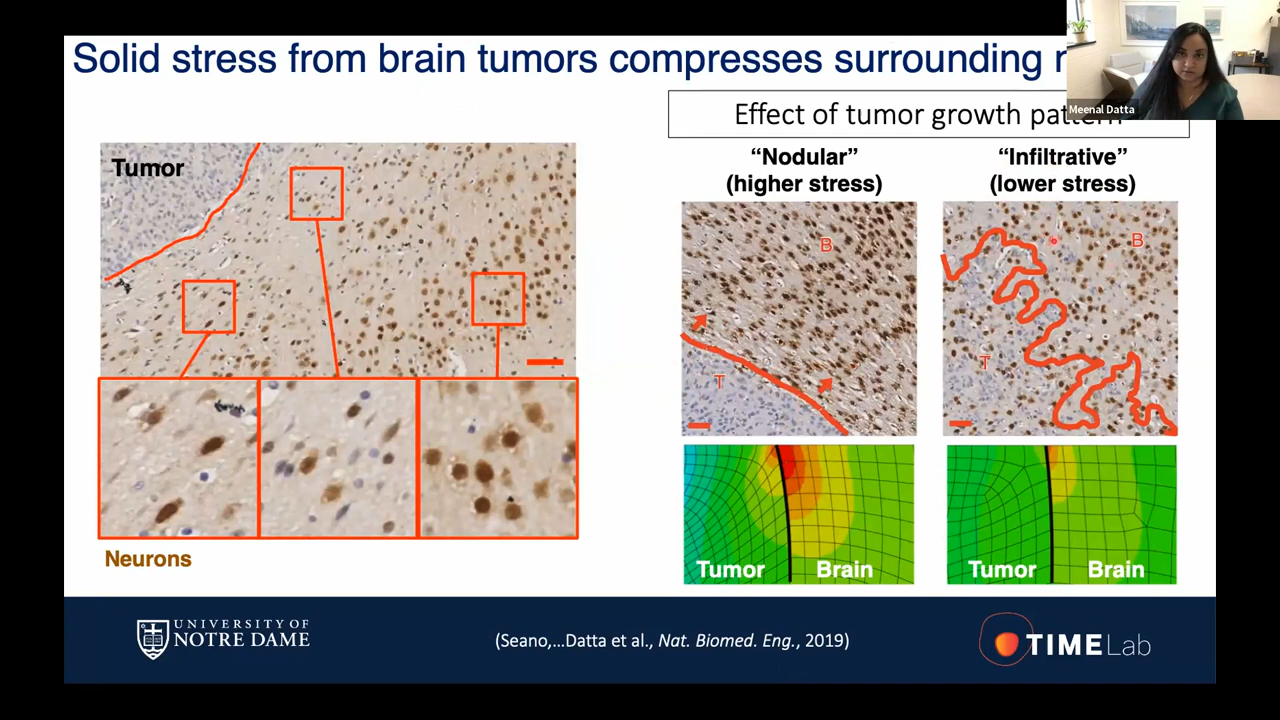 Solid stress from brain tumors compresses surrounding
Meenal Datta
Effect of tumor growth pattern
Tumor
"Nodular"
(higher stress)
"Infiltrative"
(lower stress)
B
T
B
T
Tumor
Brain
Tumor
Brain
Neurons
UNIVERSITY OF
NOTRE DAME
(Seano,...Datta et al., Nat. Biomed. Eng., 2019)
TIME Lab